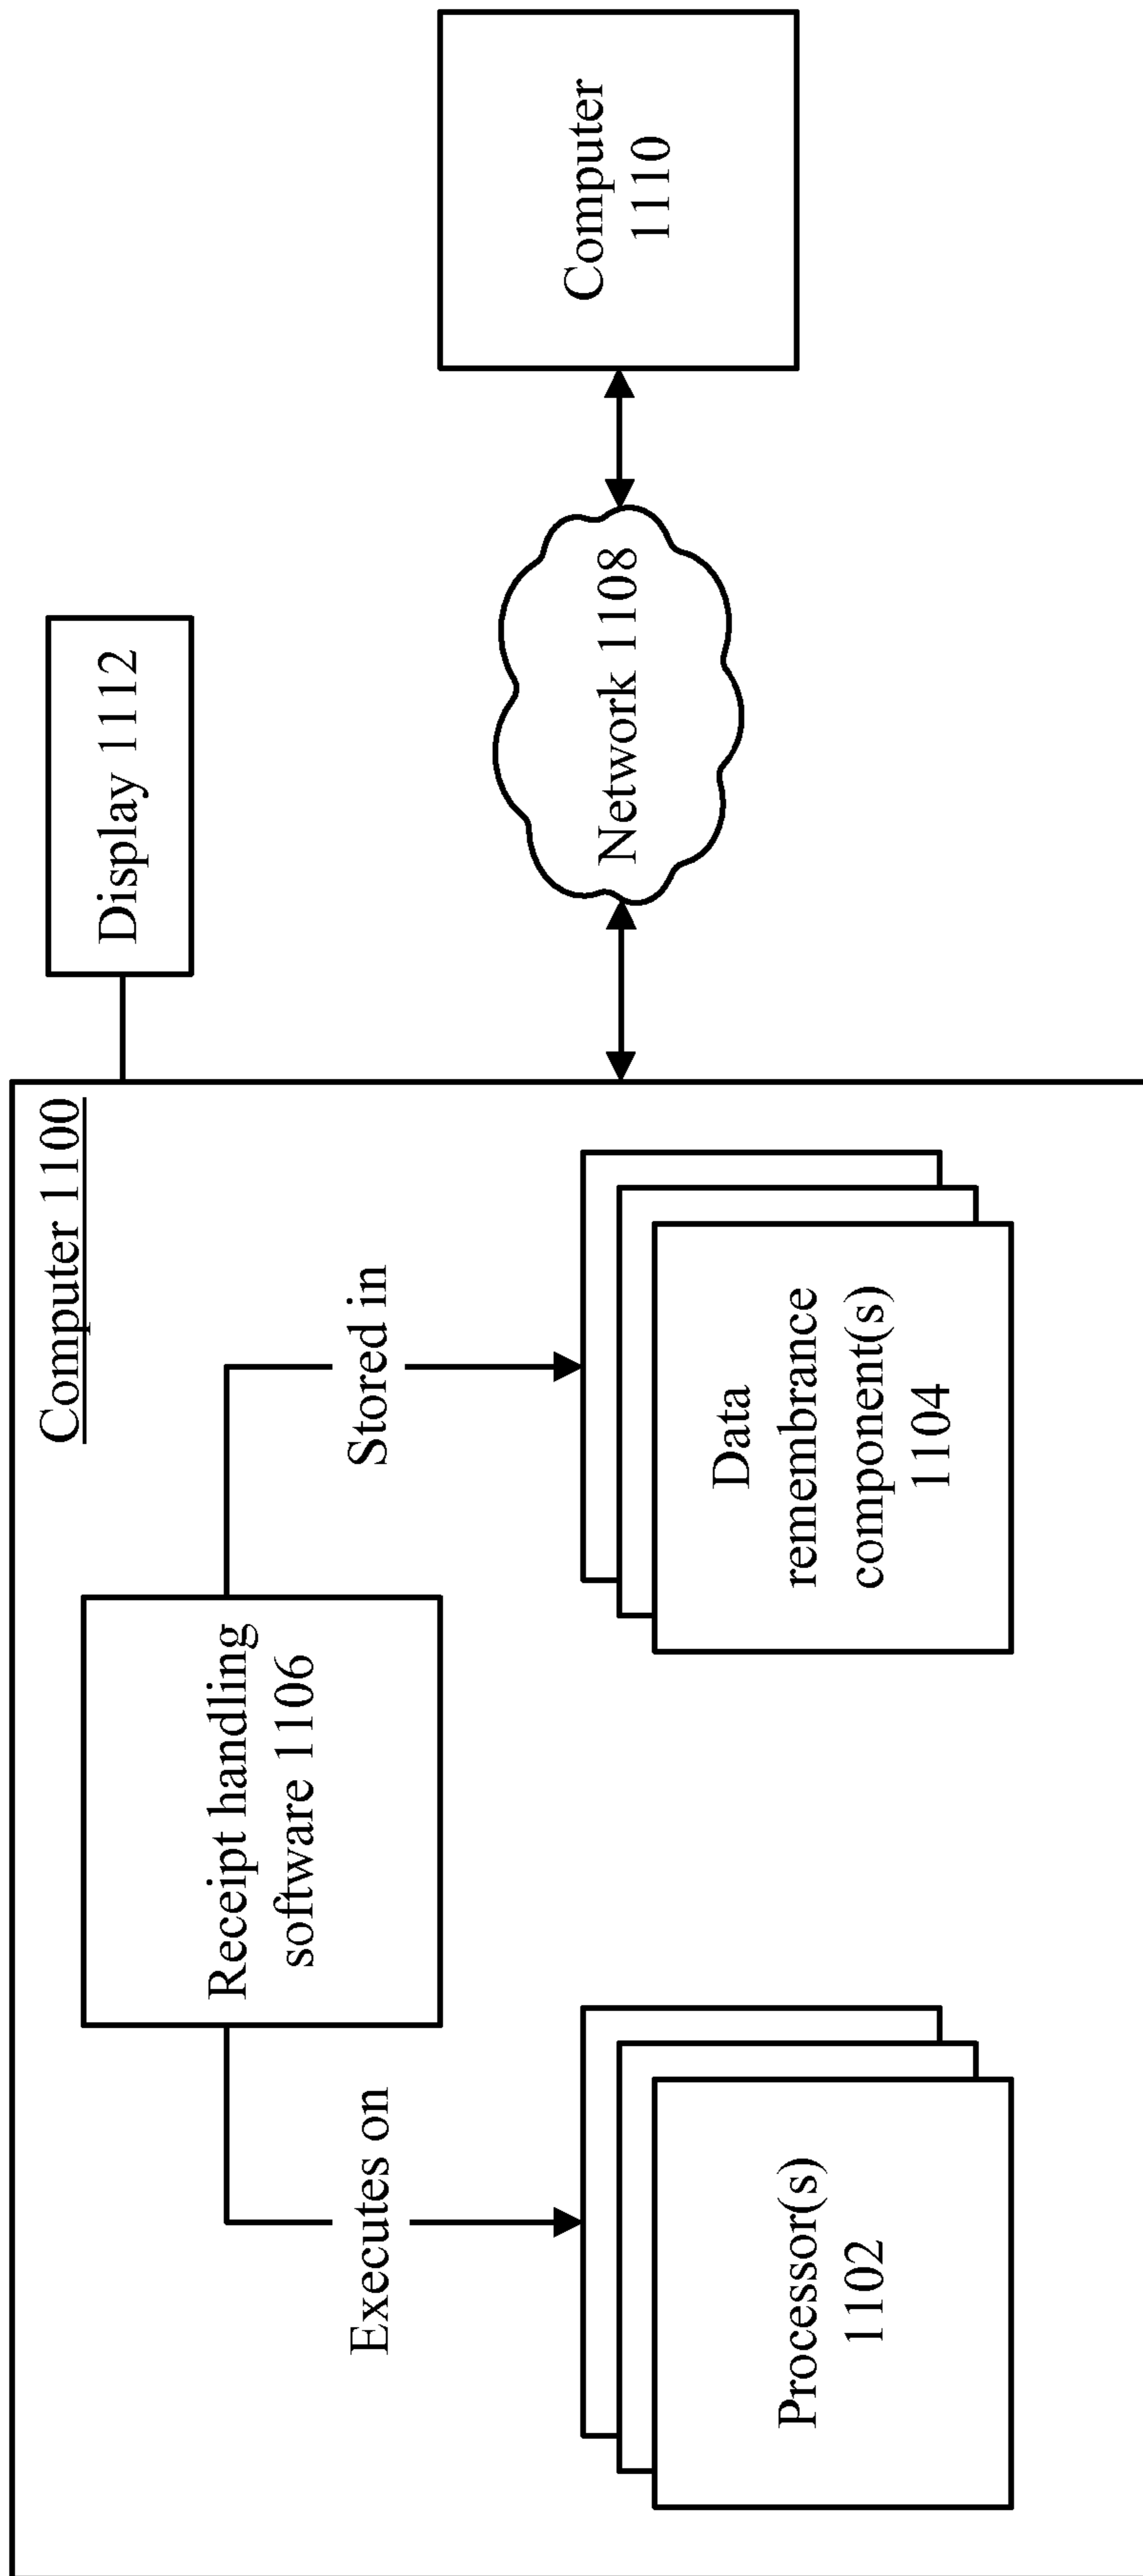 Computer 1100
Receipt handling
software 1106
Executes on
Stored in
Processor(s)
1102
Data
remembrance
component(s)
1104
Display 1112
Network 1108
Computer
1110